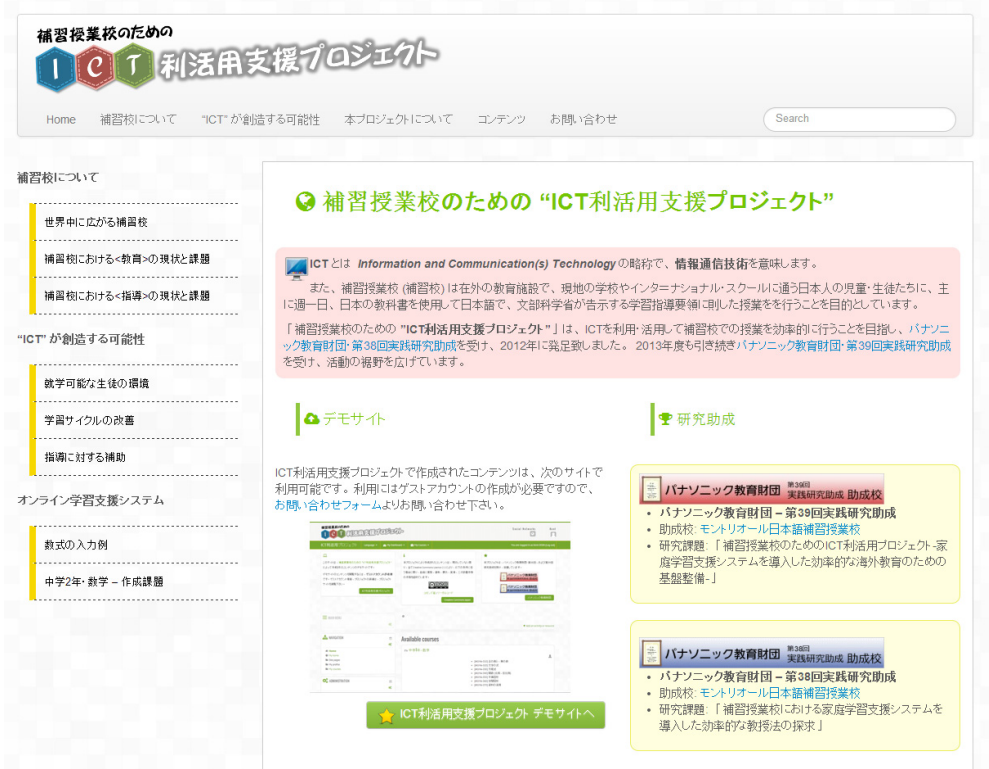 補習授業校のための
ICT利活用支援プロジェクト
Home 補習校について “ICT” が創造する可能性 本プロジェクトについて コンテンツ お問い合わせ Search
補習校について
世界中に広がる補習校
補習校における<教育>の現状と課題
補習校における<指導>の現状と課題
“ICT” が創造する可能性
就学可能な生徒の環境
学習サイクルの改善
指導に対する補助
オンライン学習支援システム
数式の入力例
中学2年・数学 – 作成課題
補習授業校のための “ICT利活用支援プロジェクト”
ICTとは Information and Communication(s) Technologyの略称で、情報通信技術を意味します。
また、補習授業校 (補習校) は在外の教育施設で、現地の学校やインターナショナル・スクールに通う日本人の児童・生徒たちに、主
に週一日、日本の教科書を使用して日本語で、文部科学省が告示する学習指導要領に則した授業をを行うことを目的としています。
「補習授業校のための "ICT利活用支援プロジェクト"」は、ICTを利用・活用して補習校での授業を効率的に行うことを目指し、パナソニ
ック教育財団・第38回実践研究助成を受け、2012年に発足致しました。2013年度も引き続きパナソニック教育財団・第39回実践研究助成
を受け、活動の裾野を広げています。
デモサイト
ICT利活用支援プロジェクトで作成されたコンテンツは、次のサイトで
利用可能です。利用にはゲストアカウントの作成が必要ですので、
お問い合わせフォームよりお問い合わせ下さい。
Available courses
ICT利活用支援プロジェクト デモサイトへ
研究助成
パナソニック教育財団 第39回 実践研究助成 助成校
パナソニック教育財団 – 第39回実践研究助成
助成校: モントリオール日本語補習授業校
研究課題: 「補習授業校のためのICT利活用プロジェクト-家
庭学習支援システムを導入した効率的な海外教育のための
基盤整備-」
パナソニック教育財団 第38回 実践研究助成 助成校
パナソニック教育財団 – 第38回実践研究助成
助成校: モントリオール日本語補習授業校
研究課題: 「補習授業校における家庭学習支援システムを
導入した効率的な教授法の探求」